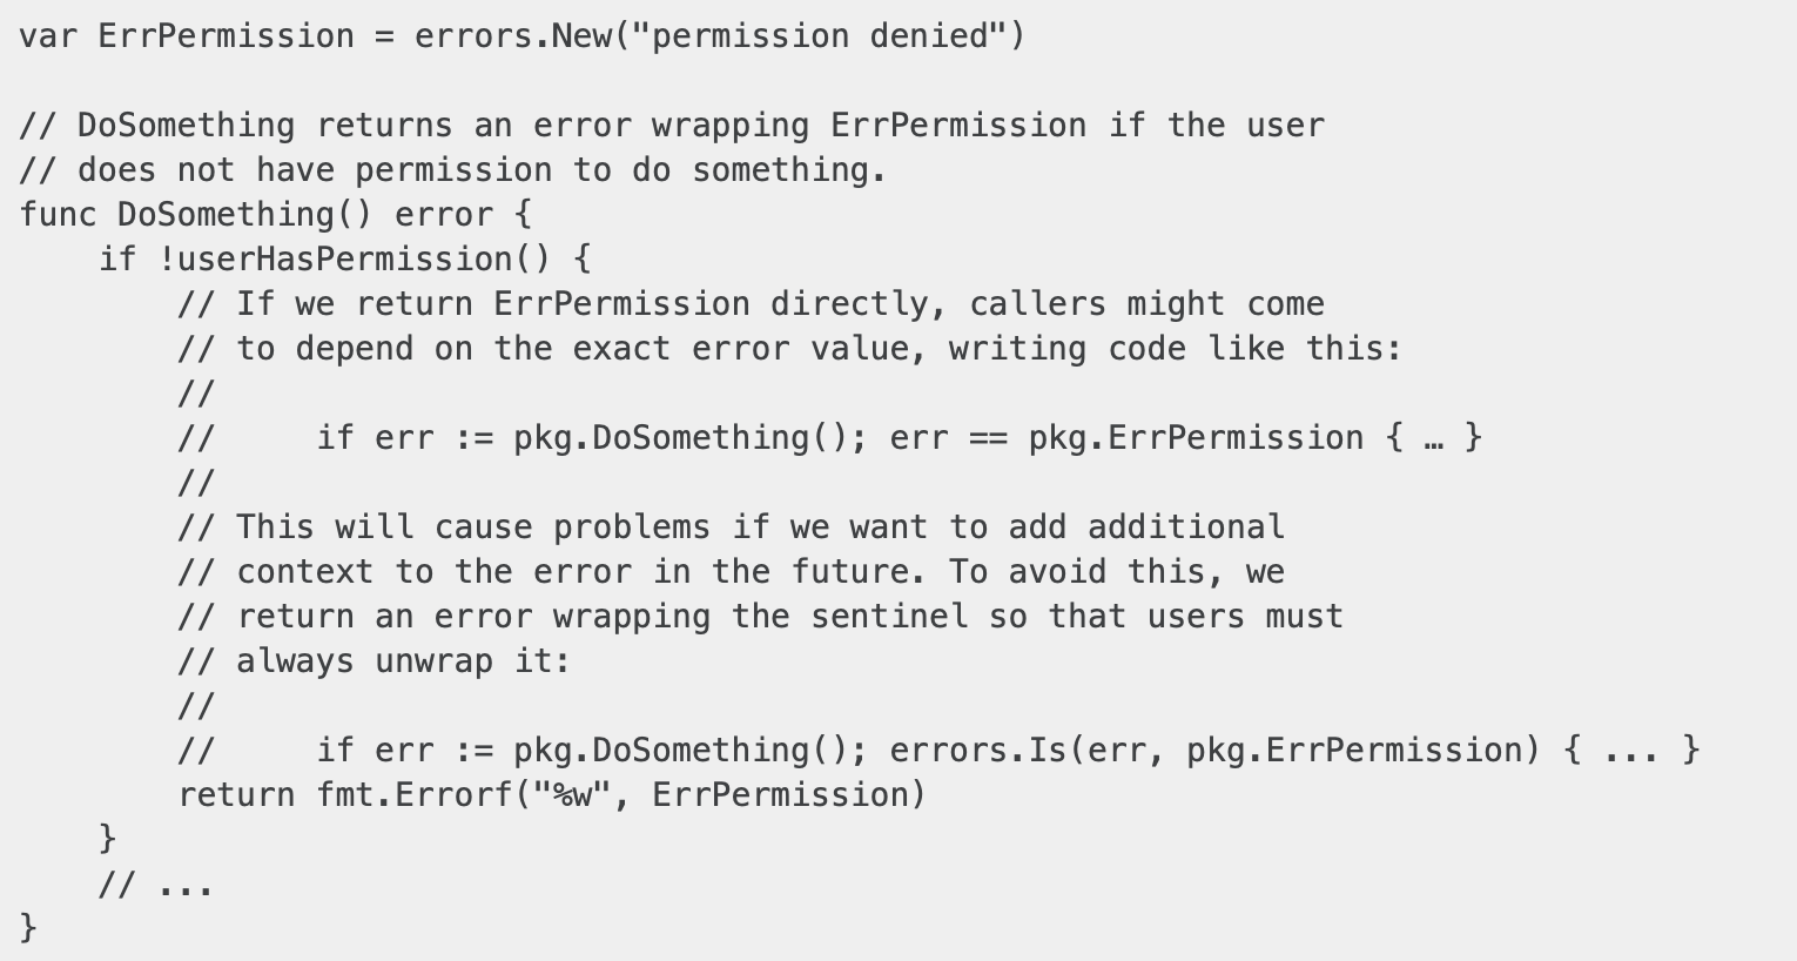 var ErrPermission = errors.New("permission denied")

// DoSomething returns an error wrapping ErrPermission if the user
// does not have permission to do something.
func DoSomething() error {
    if !userHasPermission() {
        // If we return ErrPermission directly, callers might come
        // to depend on the exact error value, writing code like this:
        //
        //     if err := pkg.DoSomething(); err == pkg.ErrPermission { … }
        //
        // This will cause problems if we want to add additional
        // context to the error in the future. To avoid this, we
        // return an error wrapping the sentinel so that users must
        // always unwrap it:
        //
        //     if err := pkg.DoSomething(); errors.Is(err, pkg.ErrPermission) { ... }
        return fmt.Errorf("%w", ErrPermission)
    }
    // ...
}